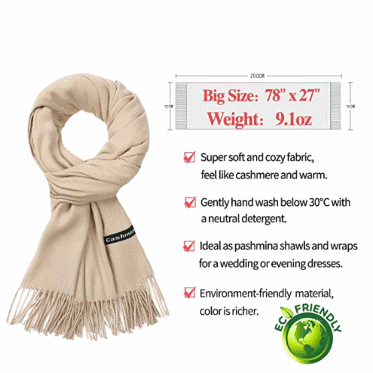 Big Size: 78" x 27"
Weight: 9.1oz
Super soft and cozy fabric,
feel like cashmere and warm.
Gently hand wash below 30°C with
a neutral detergent.
Cashmere
Ideal as pashmina shawls and wraps
for a wedding or evening dresses.
Environment-friendly material,
color is richer.
ECO FRIENDLY